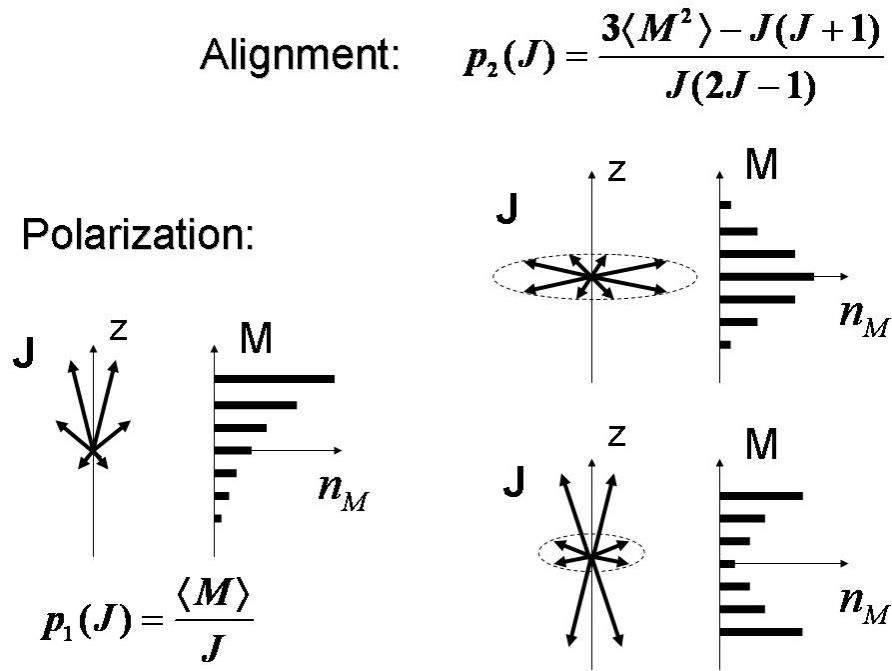 Alignment: p₂(J) = (3⟨M²⟩ − J(J + 1)) / (J(2J − 1))
z
M
J
n_M
Polarization:
z
M
J
n_M
p₁(J) = ⟨M⟩ / J
z
M
J
n_M